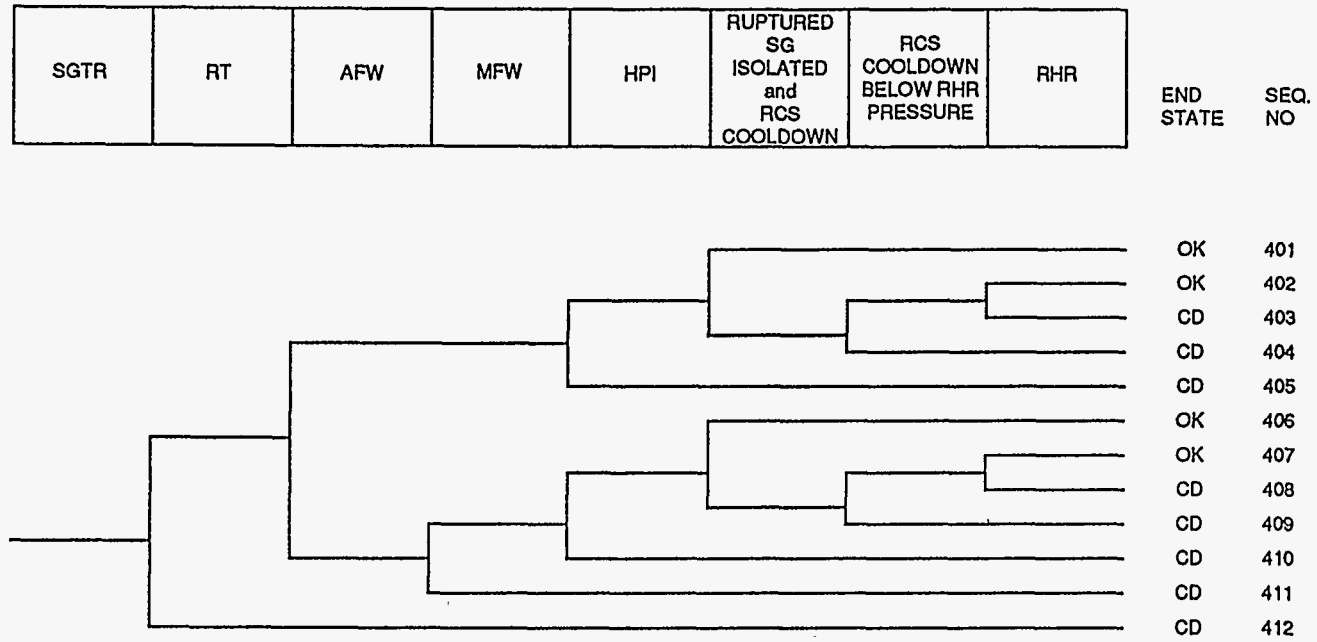 SGTR
RT
AFW
MFW
HPI
RUPTURED
SG
ISOLATED
and
RCS
COOLDOWN
RCS
COOLDOWN
BELOW RHR
PRESSURE
RHR
END
STATE
SEQ.
NO
OK 401
OK 402
CD 403
CD 404
CD 405
OK 406
OK 407
CD 408
CD 409
CD 410
CD 411
CD 412